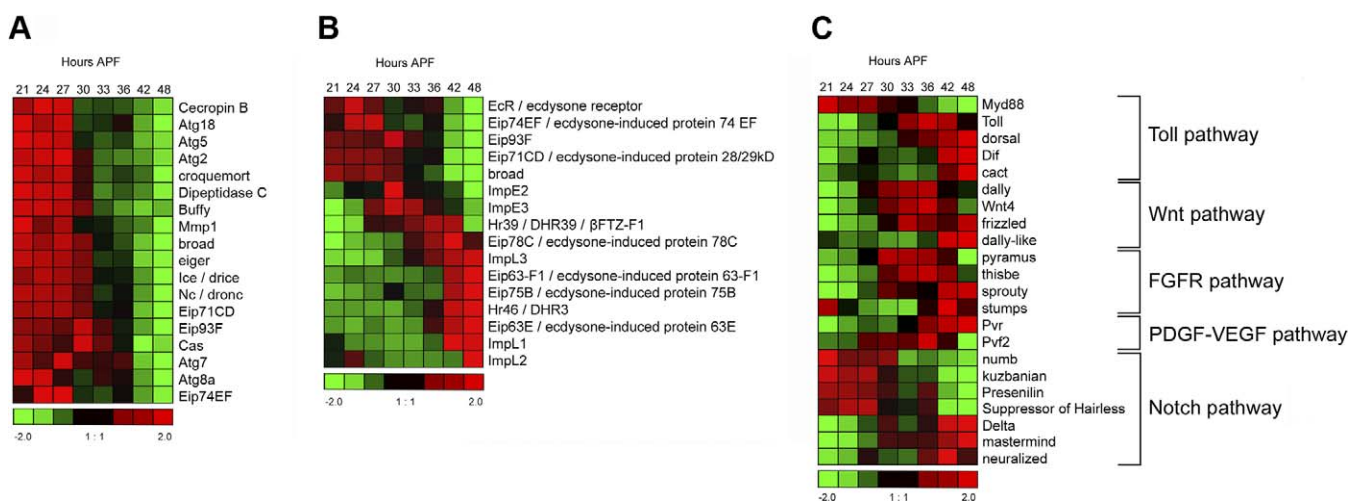 A
Hours APF
21 24 27 30 33 36 42 48
Cecropin B
Atg18
Atg5
Atg2
croquemort
Dipeptidase C
Buffy
Mmp1
broad
eiger
Ice / drice
Nc / dronc
Eip71CD
Eip93F
Cas
Atg7
Atg8a
Eip74EF
-2.0 1 : 1 2.0
B
Hours APF
21 24 27 30 33 36 42 48
EcR / ecdysone receptor
Eip74EF / ecdysone-induced protein 74 EF
Eip93F
Eip71CD / ecdysone-induced protein 28/29kD
broad
ImpE2
ImpE3
Hr39 / DHR39 / βFTZ-F1
Eip78C / ecdysone-induced protein 78C
ImpL3
Eip63-F1 / ecdysone-induced protein 63-F1
Eip75B / ecdysone-induced protein 75B
Hr46 / DHR3
Eip63E / ecdysone-induced protein 63E
ImpL1
ImpL2
-2.0 1 : 1 2.0
C
Hours APF
21 24 27 30 33 36 42 48
Myd88
Toll
dorsal
Dif
cact
Toll pathway
dally
Wnt4
frizzled
dally-like
Wnt pathway
pyramus
thisbe
sprouty
stumps
FGFR pathway
Pvr
Pvf2
PDGF-VEGF pathway
numb
kuzbanian
Presenilin
Suppressor of Hairless
Delta
mastermind
neuralized
Notch pathway
-2.0 1 : 1 2.0